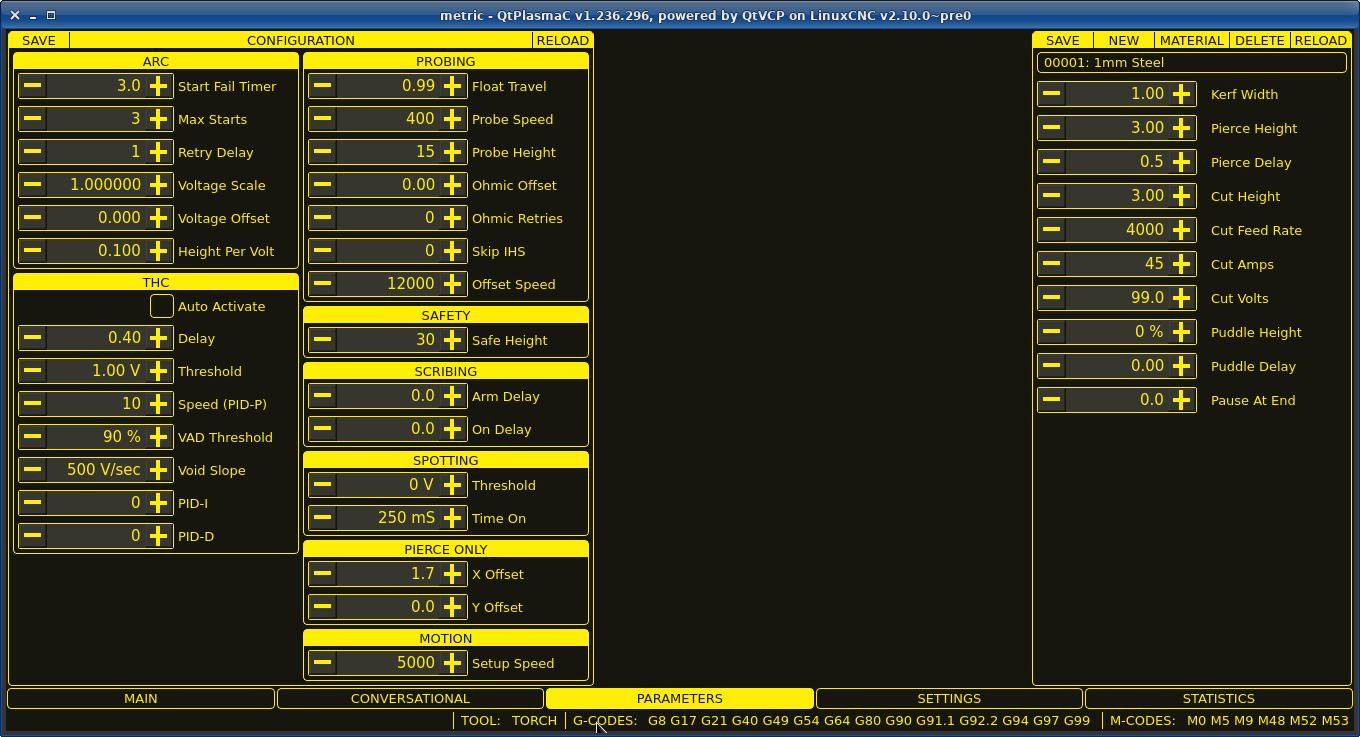 metric - QtPlasmaC v1.236.296, powered by QtVCP on LinuxCNC v2.10.0~pre0
SAVE CONFIGURATION RELOAD
ARC
3.0 Start Fail Timer
3 Max Starts
1 Retry Delay
1.000000 Voltage Scale
0.000 Voltage Offset
0.100 Height Per Volt
THC
Auto Activate
0.40 Delay
1.00 V Threshold
10 Speed (PID-P)
90 % VAD Threshold
500 V/sec Void Slope
0 PID-I
0 PID-D
PROBING
0.99 Float Travel
400 Probe Speed
15 Probe Height
0.00 Ohmic Offset
0 Ohmic Retries
0 Skip IHS
12000 Offset Speed
SAFETY
30 Safe Height
SCRIBING
0.0 Arm Delay
0.0 On Delay
SPOTTING
0 V Threshold
250 mS Time On
PIERCE ONLY
1.7 X Offset
0.0 Y Offset
MOTION
5000 Setup Speed
SAVE NEW MATERIAL DELETE RELOAD
00001: 1mm Steel
1.00 Kerf Width
3.00 Pierce Height
0.5 Pierce Delay
3.00 Cut Height
4000 Cut Feed Rate
45 Cut Amps
99.0 Cut Volts
0 % Puddle Height
0.00 Puddle Delay
0.0 Pause At End
MAIN CONVERSATIONAL PARAMETERS SETTINGS STATISTICS
TOOL: TORCH G-CODES: G8 G17 G21 G40 G49 G54 G64 G80 G90 G91.1 G92.2 G94 G97 G99 M-CODES: M0 M5 M9 M48 M52 M53